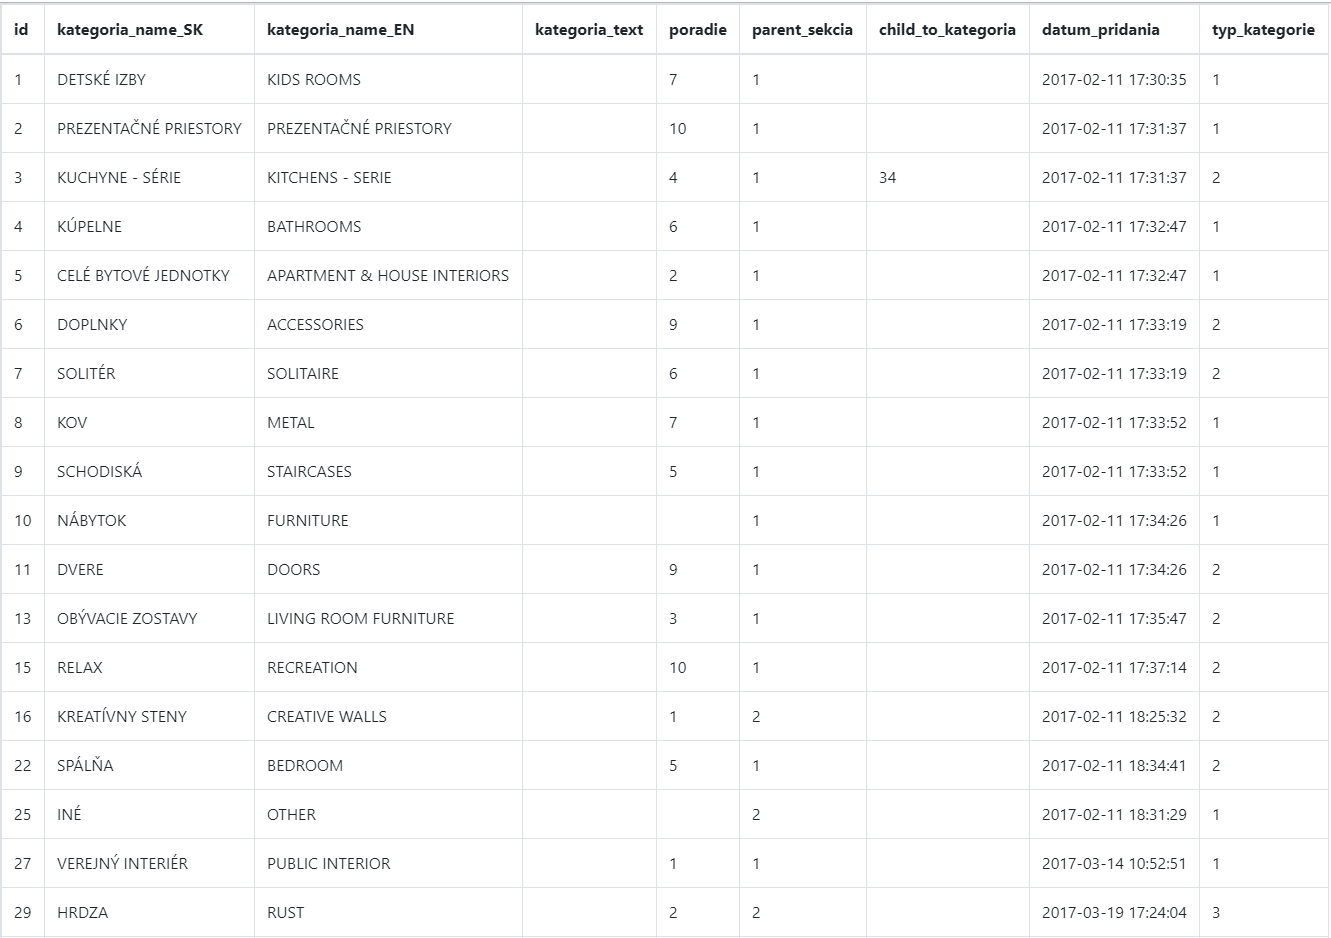 id kategoria_name_SK kategoria_name_EN kategoria_text poradie parent_sekcia child_to_kategoria datum_pridania typ_kategorie
1 DETSKÉ IZBY KIDS ROOMS 7 1 2017-02-11 17:30:35 1
2 PREZENTAČNÉ PRIESTORY PREZENTAČNÉ PRIESTORY 10 1 2017-02-11 17:31:37 1
3 KUCHYNE - SÉRIE KITCHENS - SERIE 4 1 34 2017-02-11 17:31:37 2
4 KÚPELNE BATHROOMS 6 1 2017-02-11 17:32:47 1
5 CELÉ BYTOVÉ JEDNOTKY APARTMENT & HOUSE INTERIORS 2 1 2017-02-11 17:32:47 1
6 DOPLNKY ACCESSORIES 9 1 2017-02-11 17:33:19 2
7 SOLITÉR SOLITAIRE 6 1 2017-02-11 17:33:19 2
8 KOV METAL 7 1 2017-02-11 17:33:52 1
9 SCHODISKÁ STAIRCASES 5 1 2017-02-11 17:33:52 1
10 NÁBYTOK FURNITURE 1 2017-02-11 17:34:26 1
11 DVERE DOORS 9 1 2017-02-11 17:34:26 2
13 OBÝVACIE ZOSTAVY LIVING ROOM FURNITURE 3 1 2017-02-11 17:35:47 2
15 RELAX RECREATION 10 1 2017-02-11 17:37:14 2
16 KREATÍVNY STENY CREATIVE WALLS 1 2 2017-02-11 18:25:32 2
22 SPÁLŇA BEDROOM 5 1 2017-02-11 18:34:41 2
25 INÉ OTHER 2 2017-02-11 18:31:29 1
27 VEREJNÝ INTERIÉR PUBLIC INTERIOR 1 1 2017-03-14 10:52:51 1
29 HRDZA RUST 2 2 2017-03-19 17:24:04 3